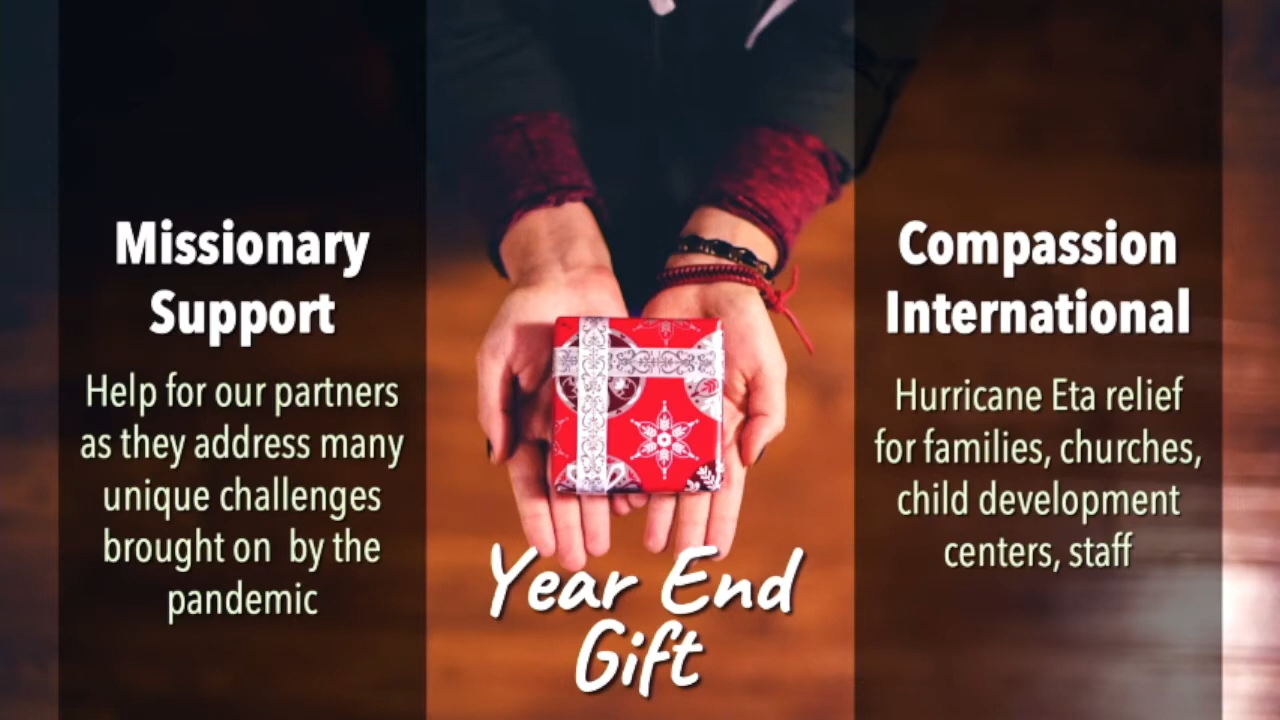 Missionary
Support
Help for our partners
as they address many
unique challenges
brought on  by the
pandemic
Year End
Gift
Compassion
International
Hurricane Eta relief
for families, churches,
child development
centers, staff